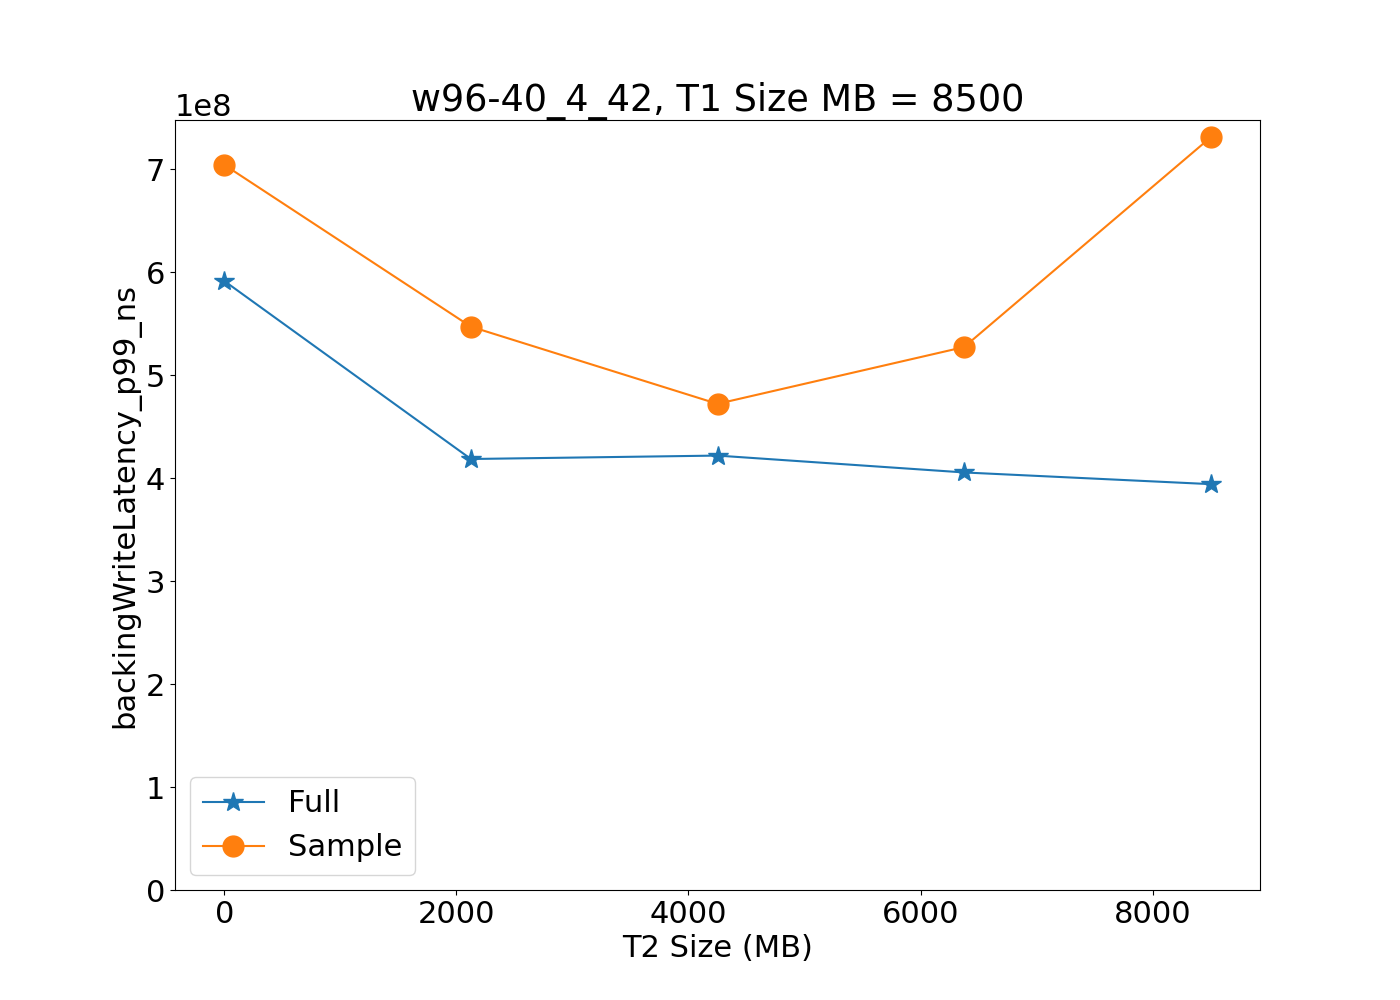 w96-40_4_42, T1 Size MB = 8500
1e8
7
6
5
4
3
2
1
0
backingWriteLatency_p99_ns
Full
Sample
0 2000 4000 6000 8000
T2 Size (MB)